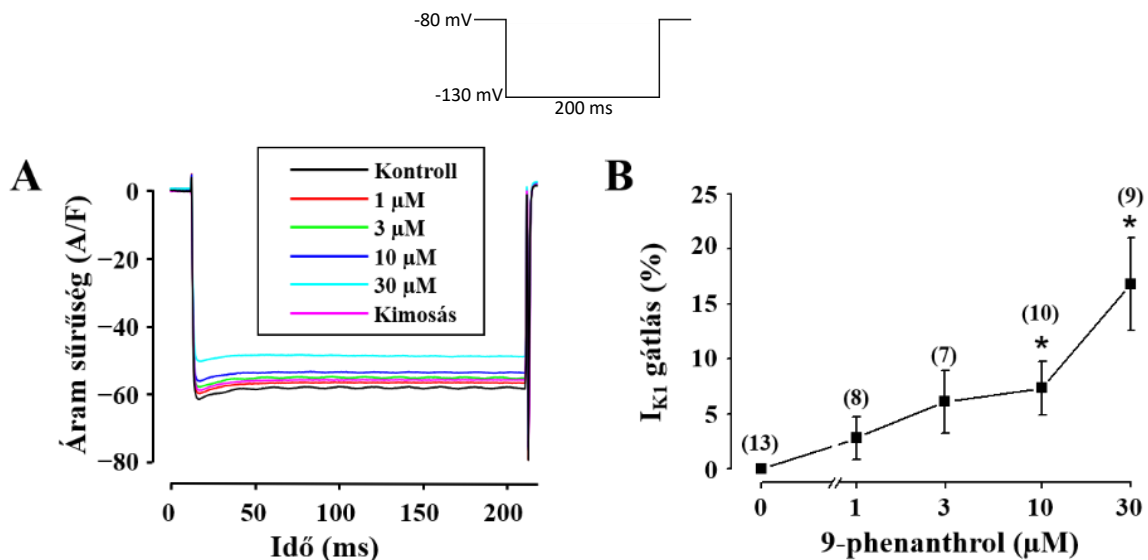 -80 mV
-130 mV
200 ms
A
Áram sűrűség (A/F)
0
−20
−40
−60
−80
Kontroll
1 µM
3 µM
10 µM
30 µM
Kimosás
0 50 100 150 200
Idő (ms)
B
I_K1 gátlás (%)
25
20
15
10
5
0
(13)
(8)
(7)
(10)
*
(9)
*
0 1 3 10 30
9-phenanthrol (µM)